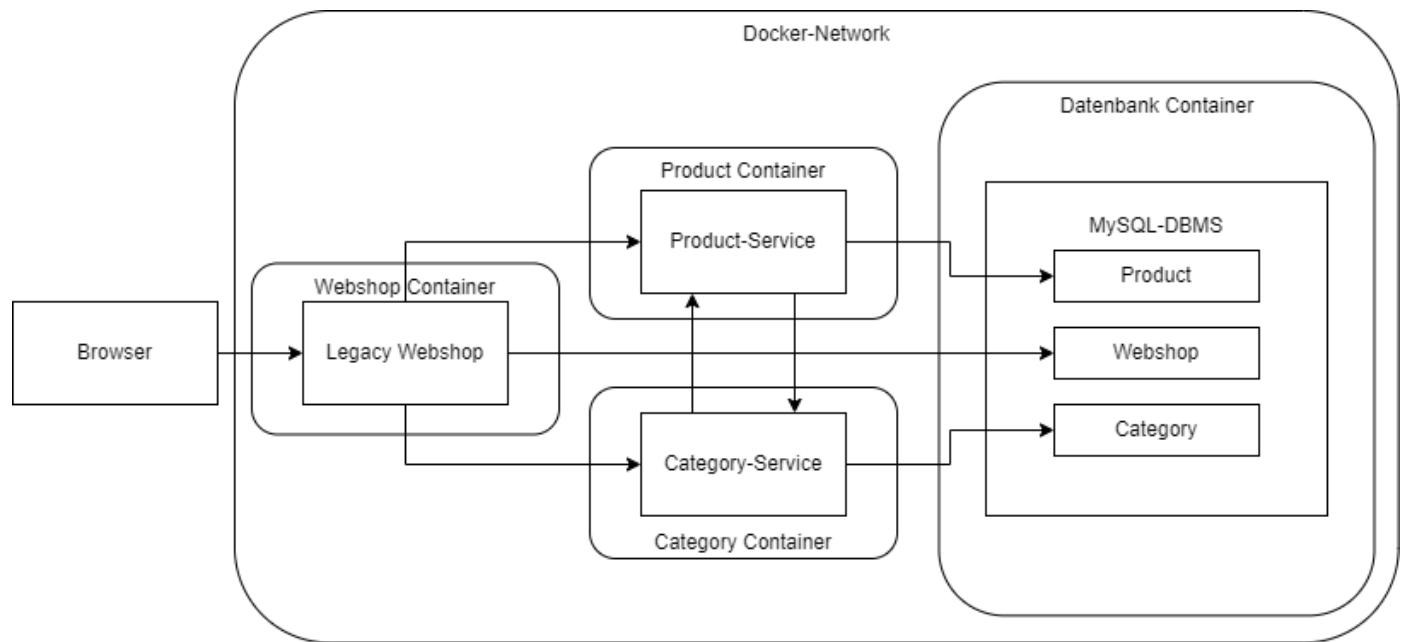 Docker-Network
Datenbank Container
Product Container
Product-Service
MySQL-DBMS
Product
Webshop Container
Browser
Legacy Webshop
Webshop
Category
Category-Service
Category Container